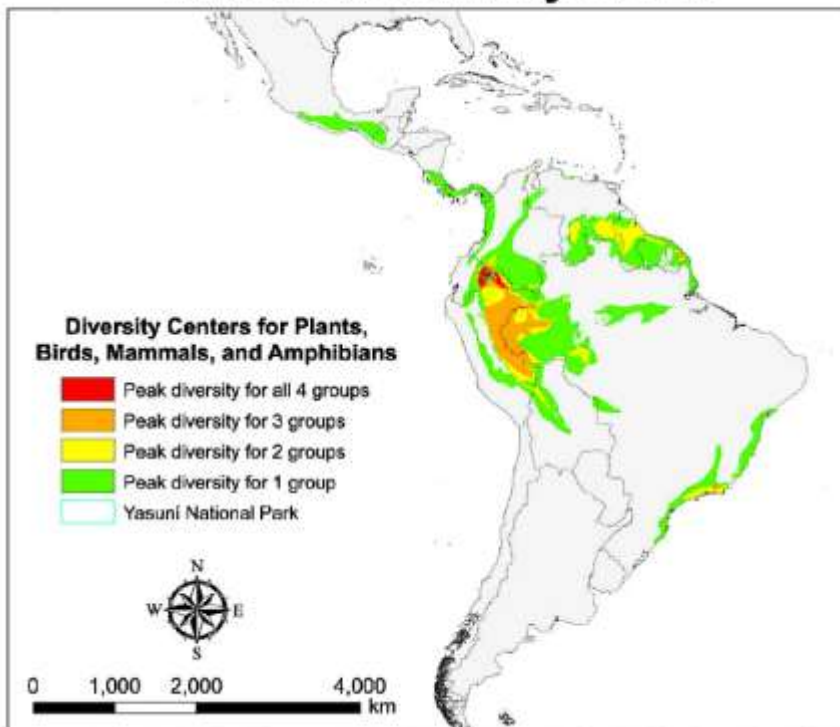 Diversity Centers for Plants,
Birds, Mammals, and Amphibians
Peak diversity for all 4 groups
Peak diversity for 3 groups
Peak diversity for 2 groups
Peak diversity for 1 group
Yasuní National Park
N
W E
S
0 1,000 2,000 4,000
km